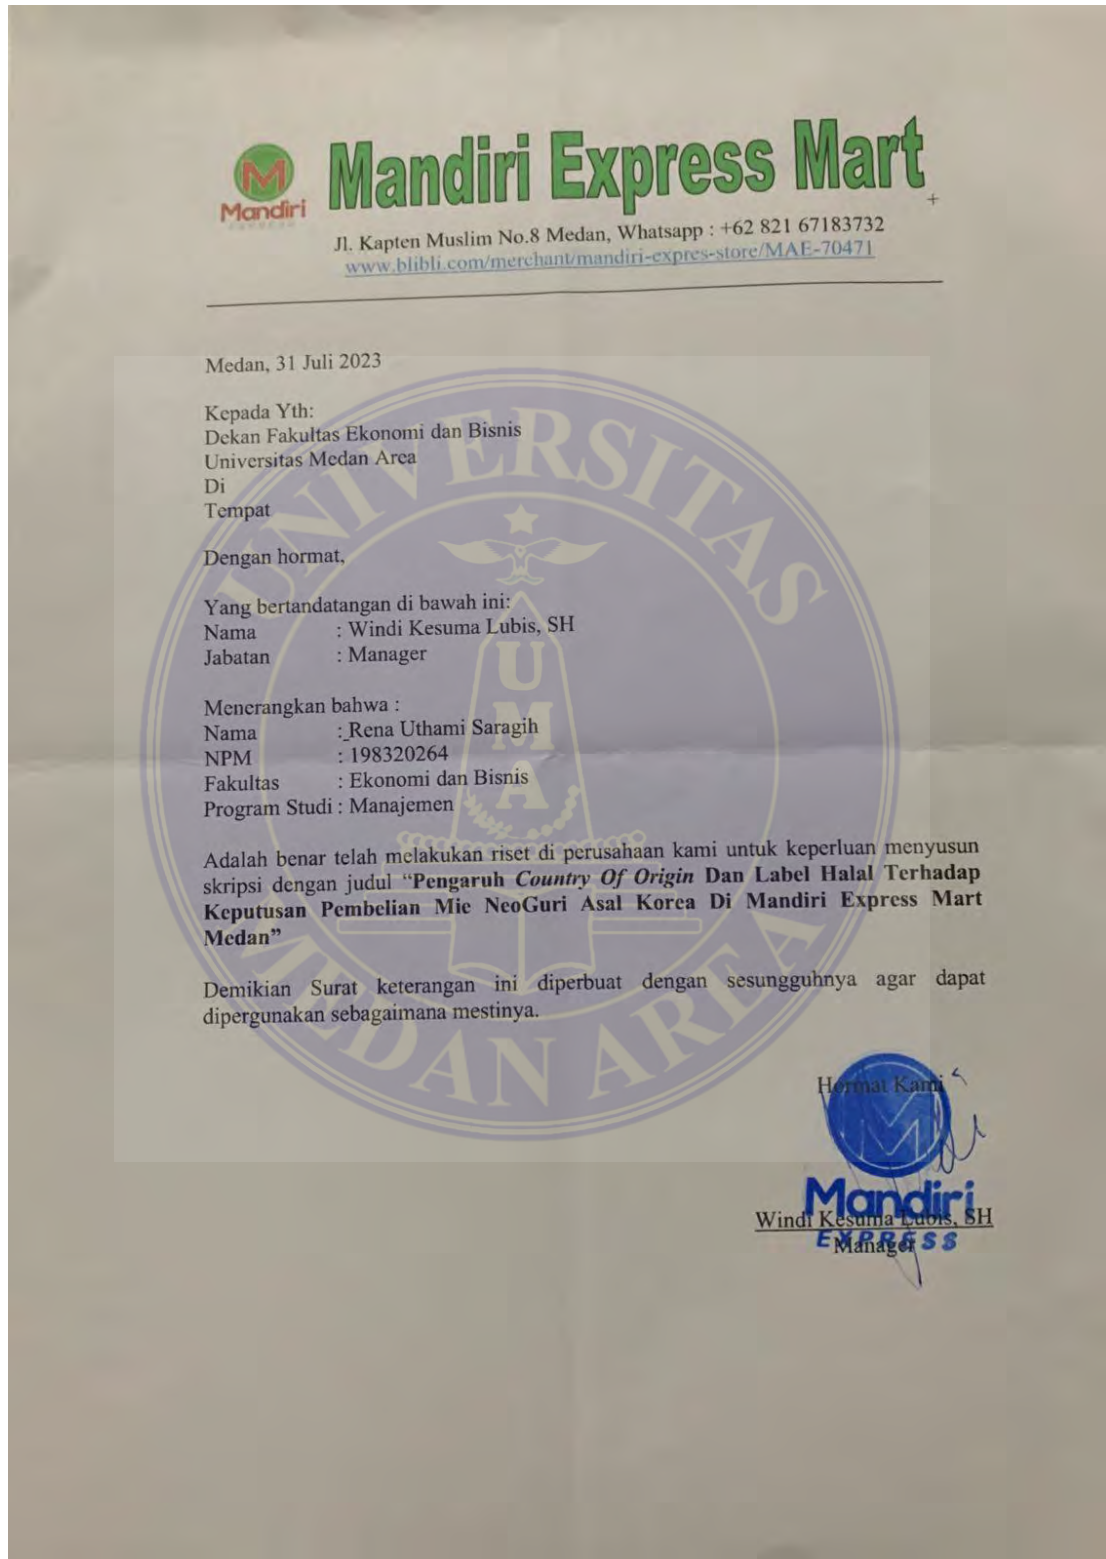 Mandiri
Mandiri Express Mart
Jl. Kapten Muslim No.8 Medan, Whatsapp : +62 821 67183732
www.blibli.com/merchant/mandiri-expres-store/MAE-70471
Medan, 31 Juli 2023
Kepada Yth:
Dekan Fakultas Ekonomi dan Bisnis
Universitas Medan Area
Di
Tempat
Dengan hormat,
Yang bertandatangan di bawah ini:
Nama : Windi Kesuma Lubis, SH
Jabatan : Manager
Menerangkan bahwa :
Nama : Rena Uthami Saragih
NPM : 198320264
Fakultas : Ekonomi dan Bisnis
Program Studi : Manajemen
Adalah benar telah melakukan riset di perusahaan kami untuk keperluan menyusun
skripsi dengan judul “Pengaruh Country Of Origin Dan Label Halal Terhadap
Keputusan Pembelian Mie NeoGuri Asal Korea Di Mandiri Express Mart
Medan”
Demikian Surat keterangan ini diperbuat dengan sesungguhnya agar dapat
dipergunakan sebagaimana mestinya.
Hormat Kami
Mandiri
EXPRESS
Windi Kesuma Lubis, SH
Manager
UNIVERSITAS
MEDAN AREA
UMA